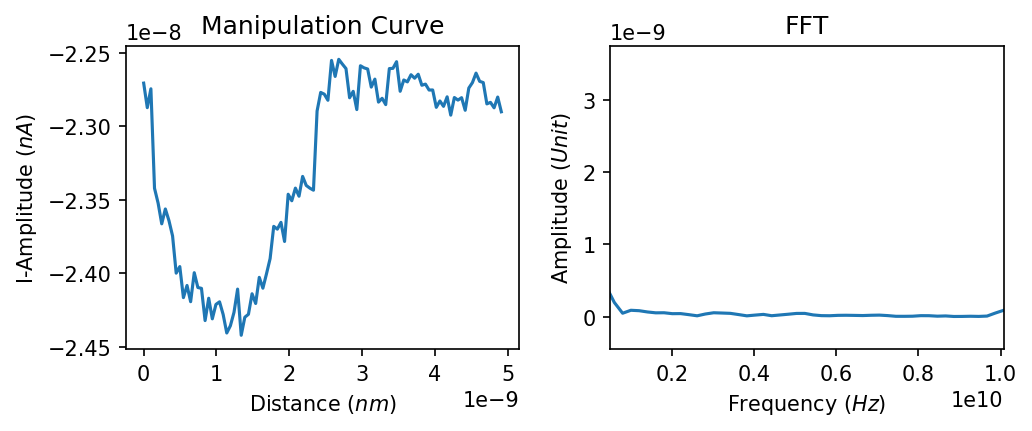 Manipulation Curve
1e−8
−2.25
−2.30
−2.35
−2.40
−2.45
I-Amplitude (nA)
0 1 2 3 4 5
1e−9
Distance (nm)
FFT
1e−9
3
2
1
0
Amplitude (Unit)
0.2 0.4 0.6 0.8 1.0
1e10
Frequency (Hz)